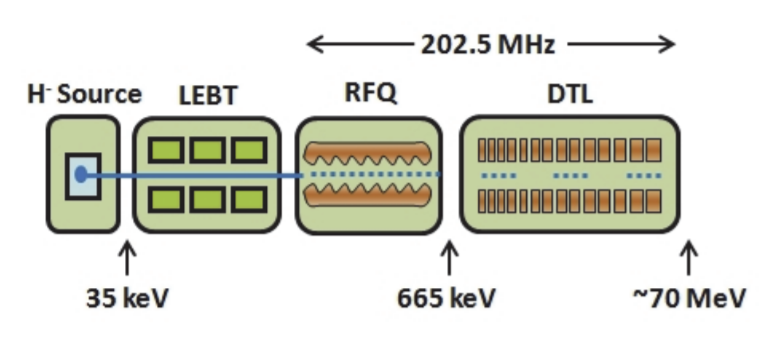 202.5 MHz
H- Source LEBT RFQ DTL
35 keV 665 keV ~70 MeV